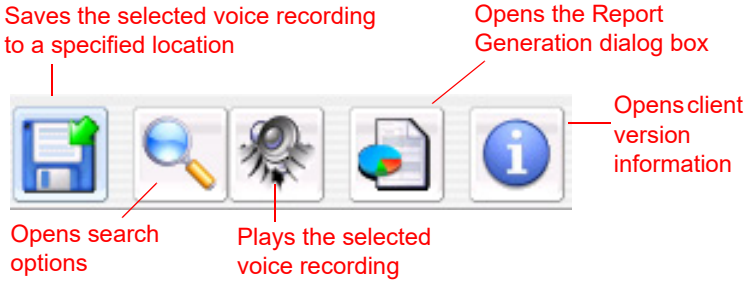 Saves the selected voice recording
to a specified location
Opens the Report
Generation dialog box
Opens client
version
information
Opens search
options
Plays the selected
voice recording